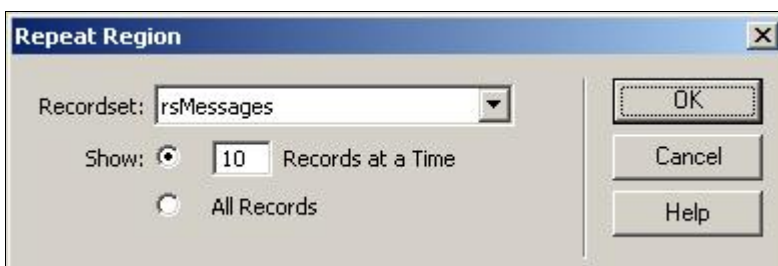 Repeat Region
Recordset: rsMessages
OK
Show: 10 Records at a Time
Cancel
All Records
Help